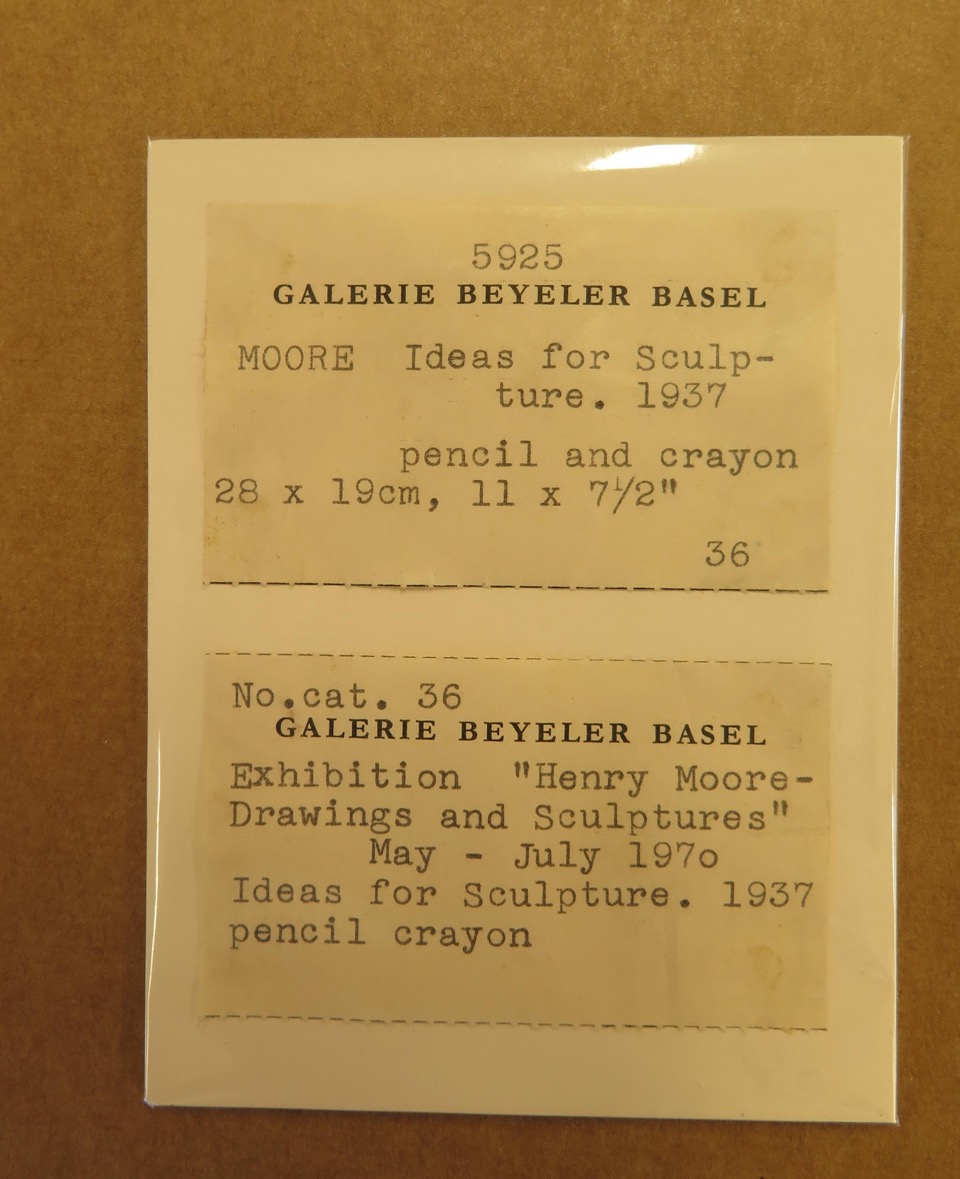 5925
GALERIE BEYELER BASEL
MOORE Ideas for Sculp-
ture. 1937
pencil and crayon
28 x 19cm, 11 x 7½"
36
No.cat. 36
GALERIE BEYELER BASEL
Exhibition "Henry Moore-
Drawings and Sculptures"
May - July 197o
Ideas for Sculpture. 1937
pencil crayon